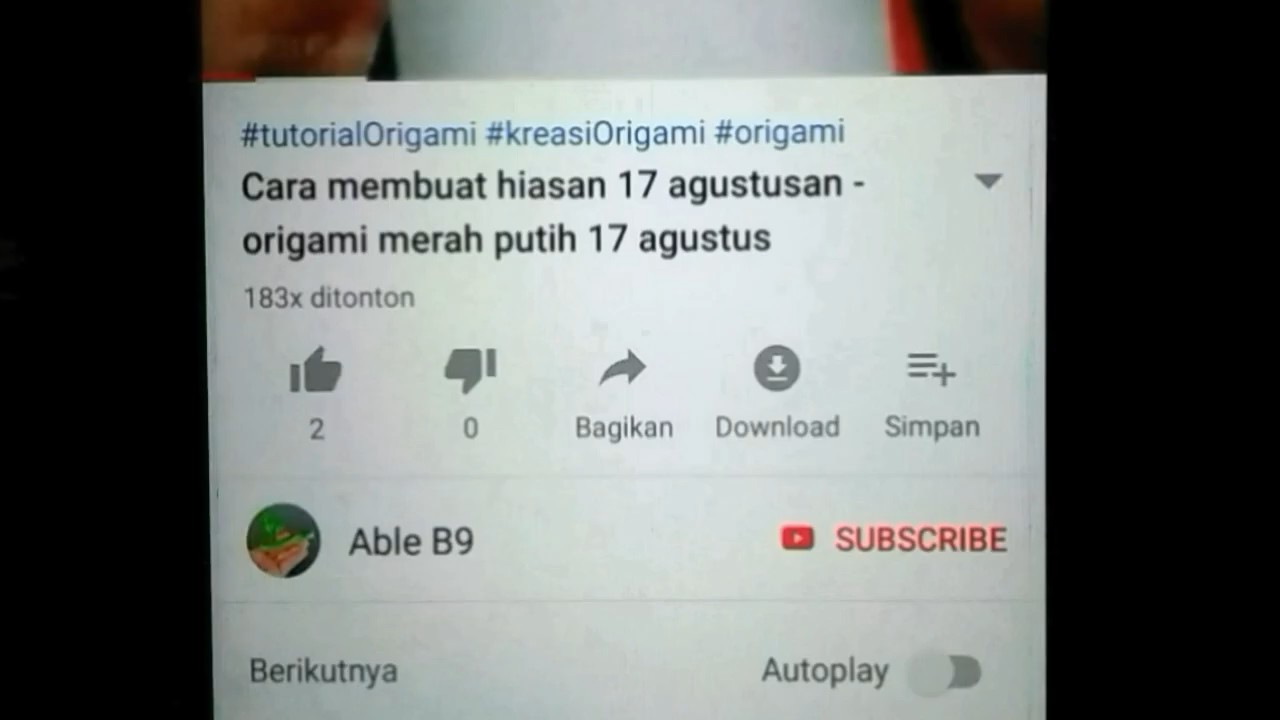 #tutorialOrigami #kreasiOrigami #origami
Cara membuat hiasan 17 agustusan -
origami merah putih 17 agustus
183x ditonton
2 0 Bagikan Download Simpan
Able B9 SUBSCRIBE
Berikutnya Autoplay